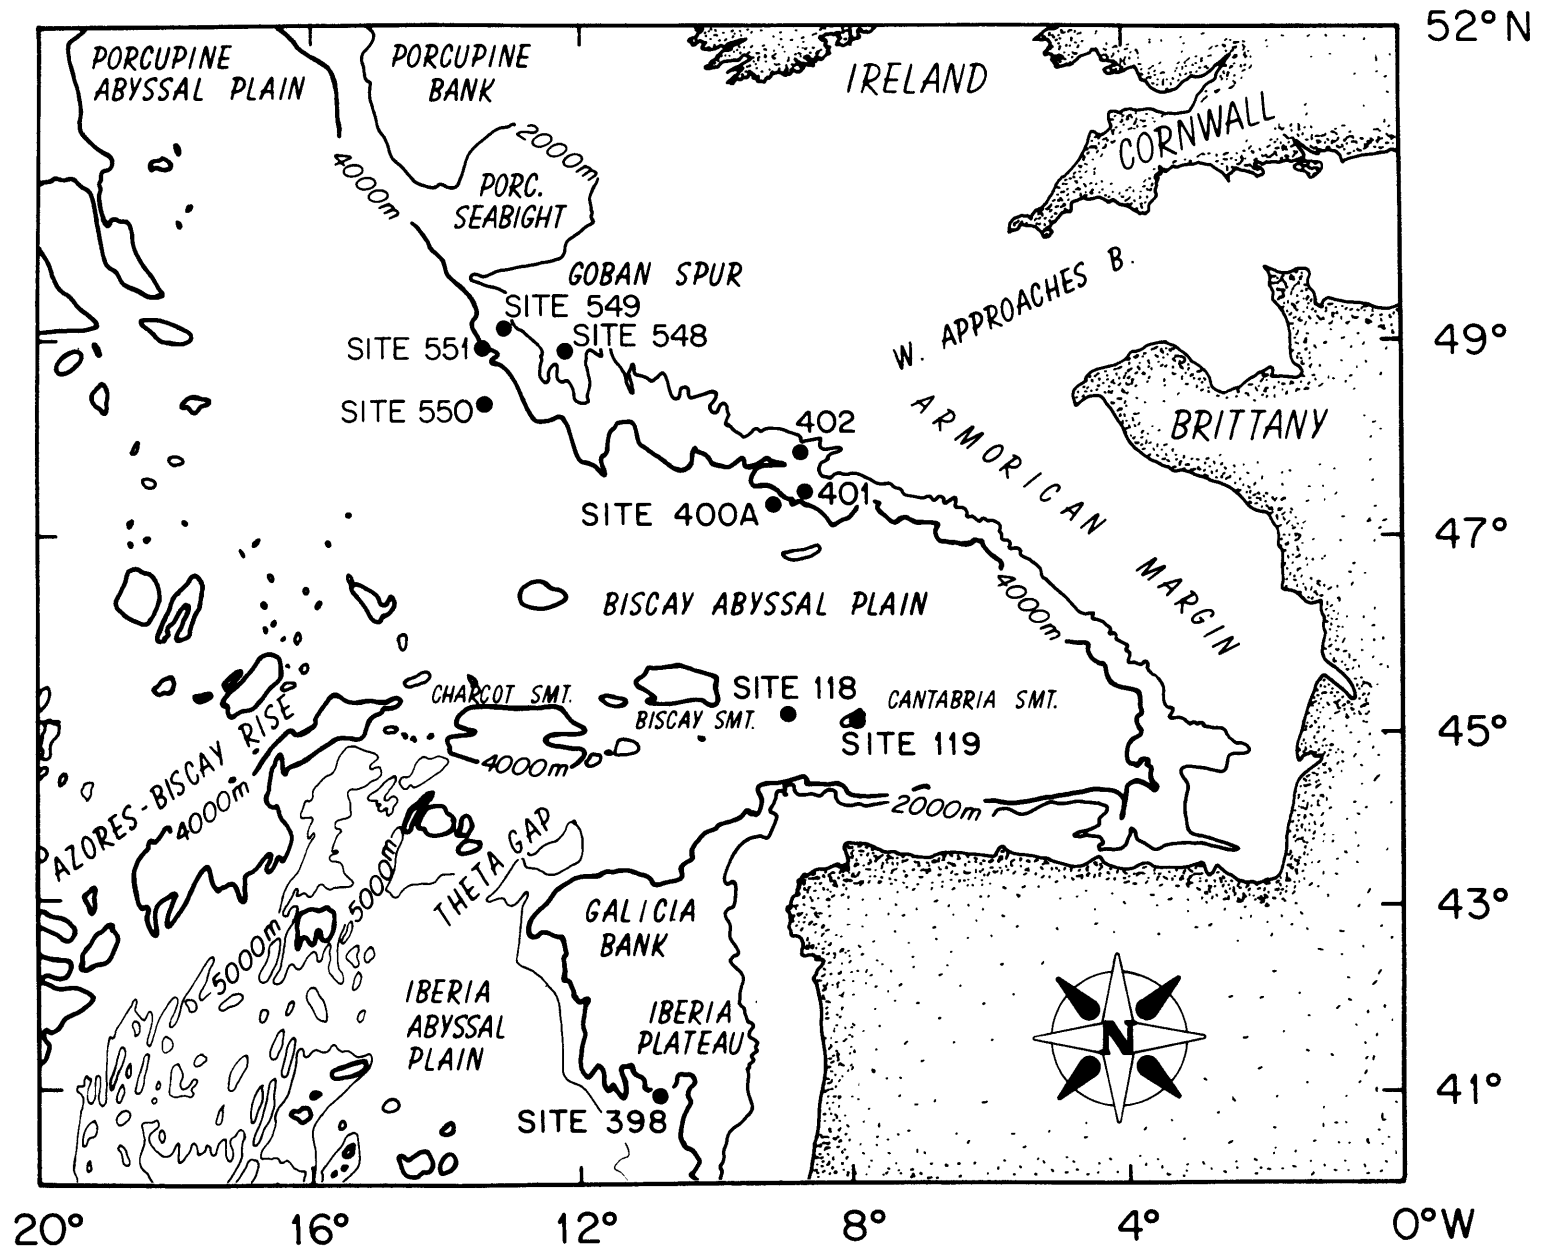 52°N
PORCUPINE
ABYSSAL PLAIN
PORCUPINE
BANK
IRELAND
CORNWALL
2000m
4000m
PORC.
SEABIGHT
GOBAN SPUR
W. APPROACHES B.
SITE 549
SITE 548
SITE 551
49°
SITE 550
ARMORICAN MARGIN
BRITTANY
402
401
SITE 400A
47°
4000m
BISCAY ABYSSAL PLAIN
CHARCOT SMT.
SITE 118
CANTABRIA SMT.
BISCAY SMT.
45°
SITE 119
4000m
AZORES-BISCAY RISE
4000m
2000m
THETA GAP
5000m
43°
GALICIA
BANK
5000m
IBERIA
ABYSSAL
PLAIN
IBERIA
PLATEAU
N
41°
SITE 398
20°
16°
12°
8°
4°
0°W